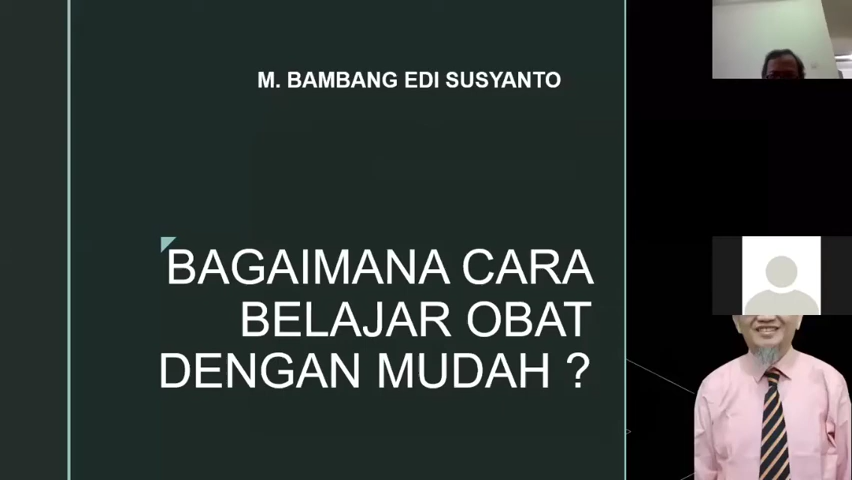 M. BAMBANG EDI SUSYANTO
BAGAIMANA CARA
BELAJAR OBAT
DENGAN MUDAH ?